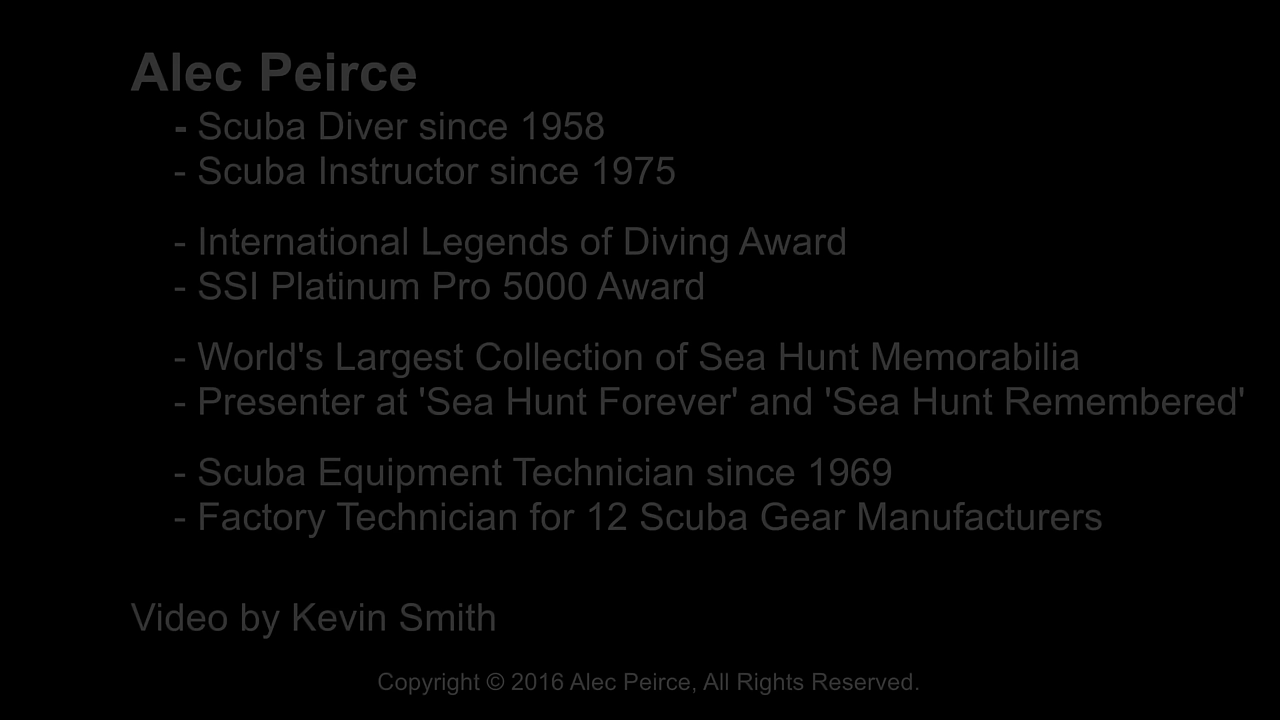 Alec Peirce
- Scuba Diver since 1958
- Scuba Instructor since 1975
- International Legends of Diving Award
- SSI Platinum Pro 5000 Award
- World's Largest Collection of Sea Hunt Memorabilia
- Presenter at 'Sea Hunt Forever' and 'Sea Hunt Remembered'
- Scuba Equipment Technician since 1969
- Factory Technician for 12 Scuba Gear Manufacturers
Video by Kevin Smith
Copyright © 2016 Alec Peirce, All Rights Reserved.